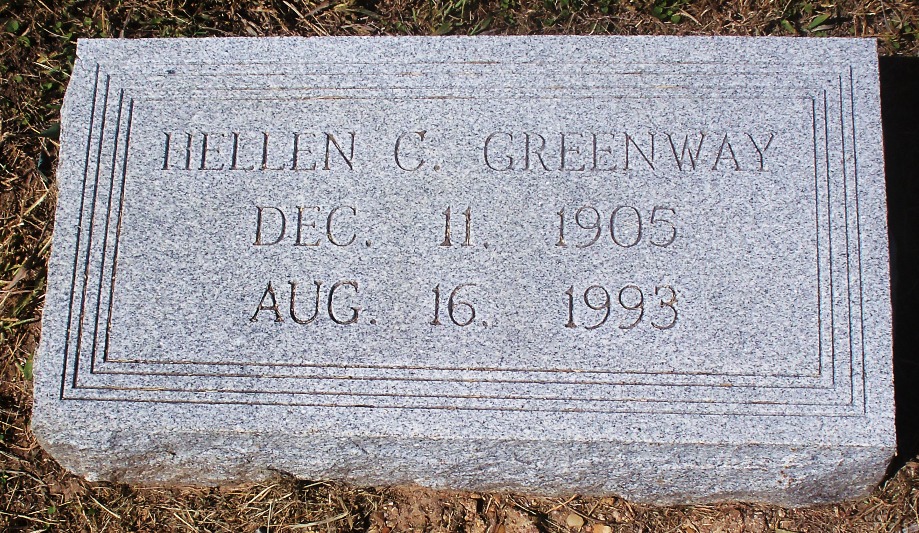 HELLEN C. GREENWAY
DEC. 11, 1905
AUG. 16, 1993